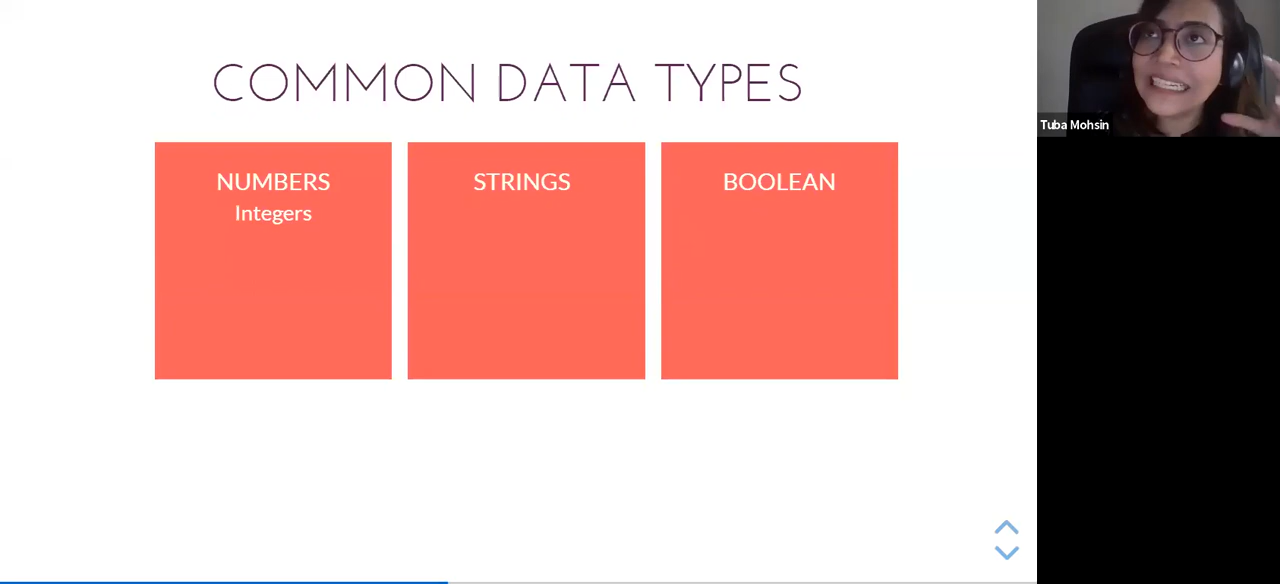 COMMON DATA TYPES
NUMBERS
Integers
STRINGS
BOOLEAN
Tuba Mohsin